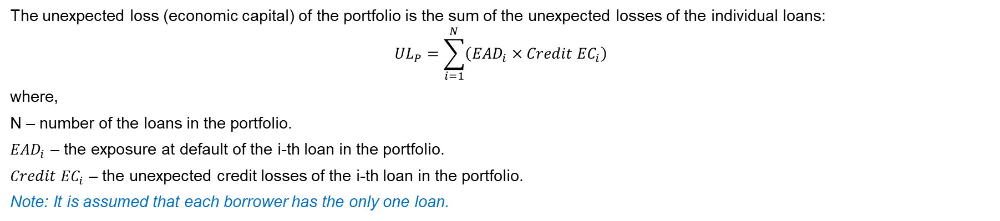 The unexpected loss (economic capital) of the portfolio is the sum of the unexpected losses of the individual loans:
N
UL_P = ∑ (EAD_i × Credit EC_i)
i=1
where,
N – number of the loans in the portfolio.
EAD_i – the exposure at default of the i-th loan in the portfolio.
Credit EC_i – the unexpected credit losses of the i-th loan in the portfolio.
Note: It is assumed that each borrower has the only one loan.